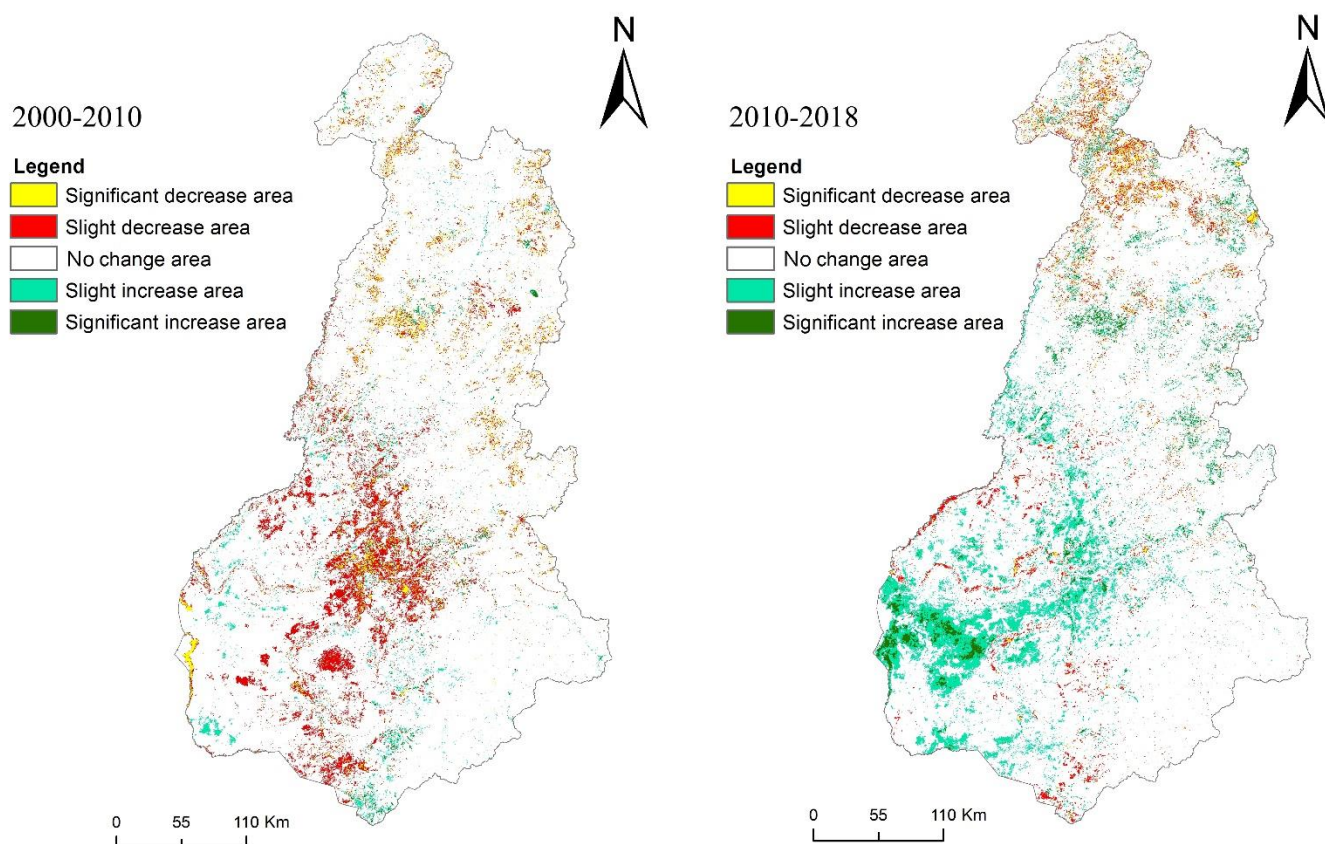 N
2000-2010
Legend
Significant decrease area
Slight decrease area
No change area
Slight increase area
Significant increase area
0 55 110 Km
N
2010-2018
Legend
Significant decrease area
Slight decrease area
No change area
Slight increase area
Significant increase area
0 55 110 Km